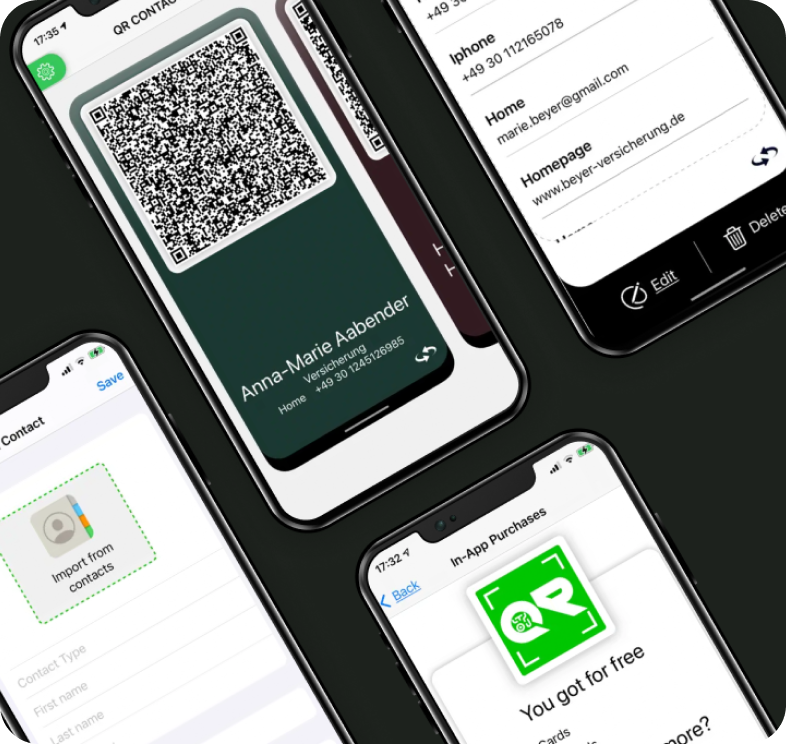 17:35
QR CONTAC
Anna-Marie Aabender
Versicherung
Home +49 30 1245126985
+49 30
Iphone
+49 30 112165078
Home
marie.beyer@gmail.com
Homepage
www.beyer-versicherung.de
Edit
Delete
Save
Contact
Import from
contacts
Contact Type
First name
Last name
17:32
In-App Purchases
Back
QR
You got for free
Cards
more?